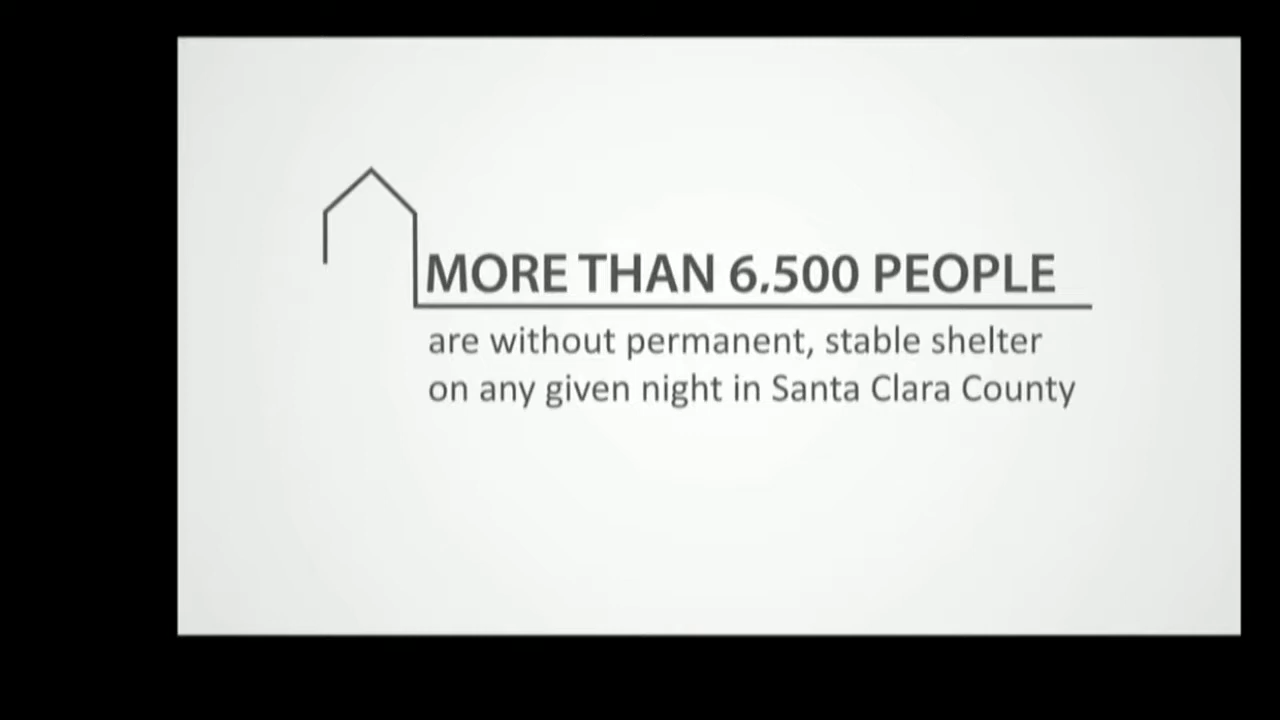 MORE THAN 6,500 PEOPLE
are without permanent, stable shelter
on any given night in Santa Clara County